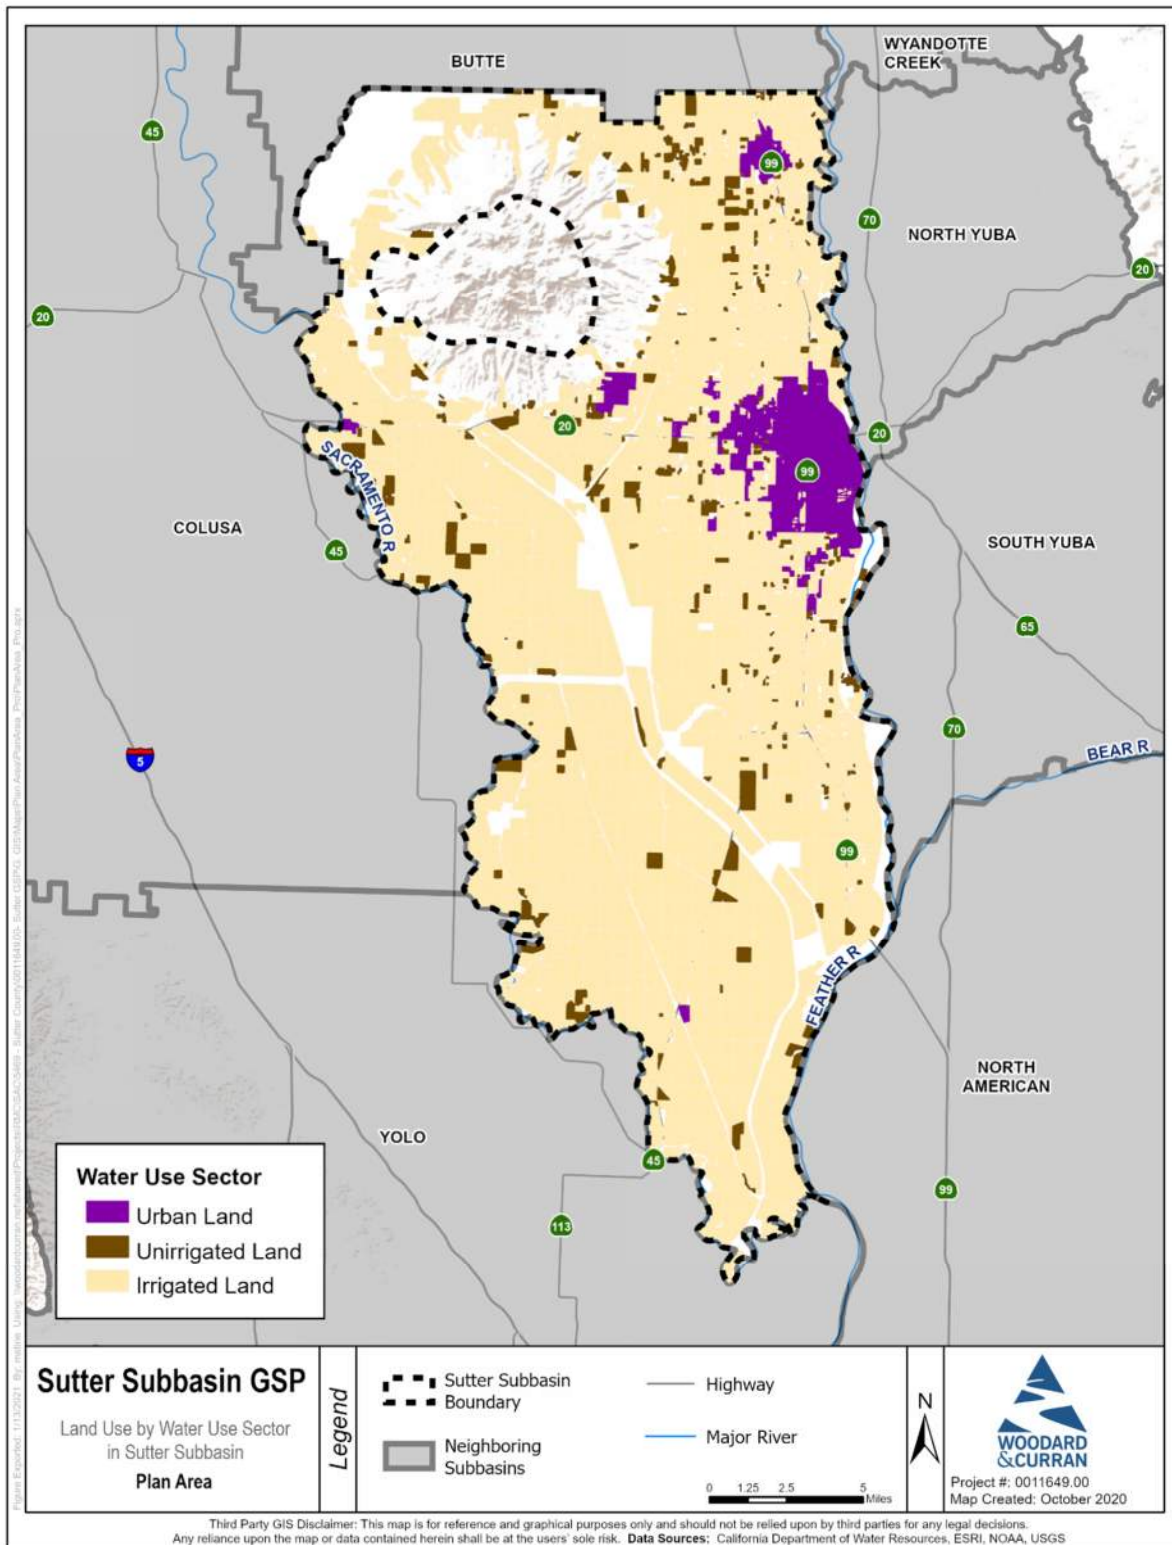 BUTTE
WYANDOTTE
CREEK
45
99
70
NORTH YUBA
20
20
20
20
99
SACRAMENTO R
COLUSA
45
SOUTH YUBA
65
70
5
BEAR R
99
FEATHER R
NORTH
AMERICAN
YOLO
45
99
113
Water Use Sector
Urban Land
Unirrigated Land
Irrigated Land
Sutter Subbasin GSP
Land Use by Water Use Sector
in Sutter Subbasin
Plan Area
Legend
Sutter Subbasin
Boundary
Neighboring
Subbasins
Highway
Major River
0 1.25 2.5 5
Miles
N
WOODARD
&CURRAN
Project #: 0011649.00
Map Created: October 2020
Third Party GIS Disclaimer: This map is for reference and graphical purposes only and should not be relied upon by third parties for any legal decisions.
Any reliance upon the map or data contained herein shall be at the users' sole risk. Data Sources: California Department of Water Resources, ESRI, NOAA, USGS
Figure Exported: 1/13/2021